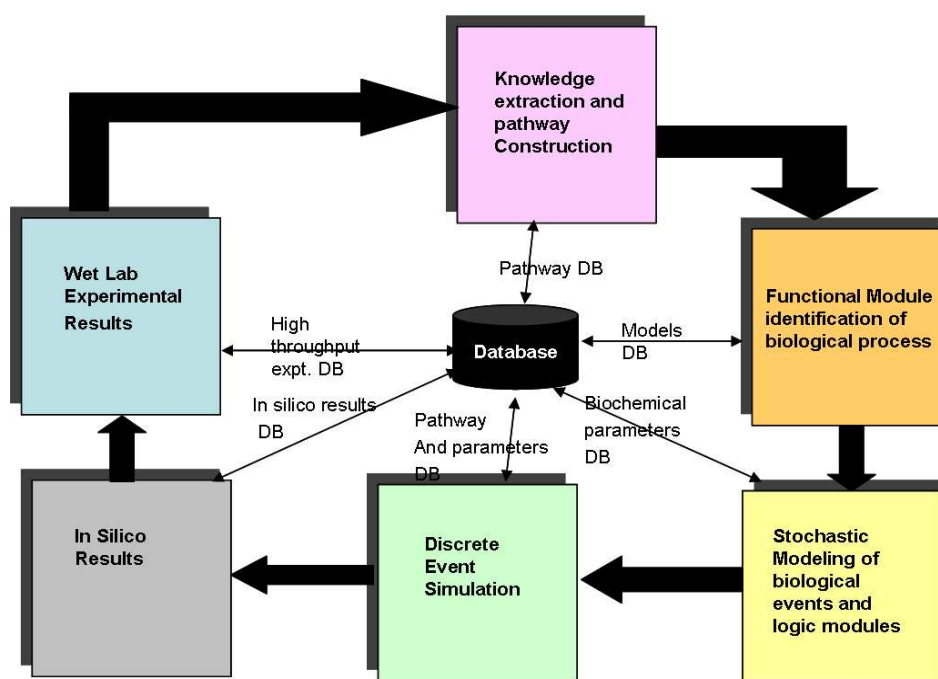 Knowledge
extraction and
pathway
Construction
Wet Lab
Experimental
Results
Pathway DB
Functional Module
identification of
biological process
High
throughput
expt. DB
Database
Models
DB
In silico results
DB
Pathway
And parameters
DB
Biochemical
parameters
DB
In Silico
Results
Discrete
Event
Simulation
Stochastic
Modeling of
biological
events and
logic modules